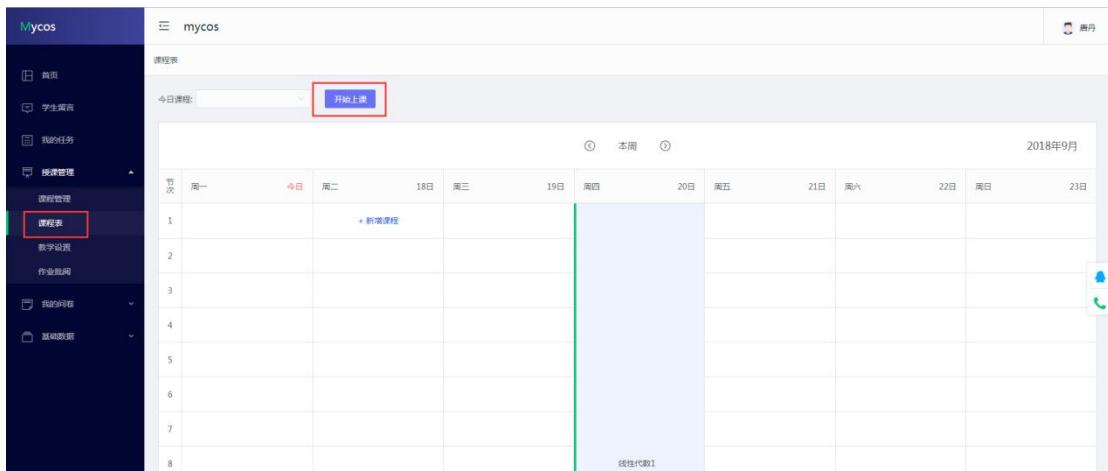 Mycos
mycos
唐丹
首页
学生留言
我的任务
授课管理
课程管理
课程表
教学设置
作业批阅
我的问卷
基础数据
课程表
今日课程:
开始上课
本周
2018年9月
节次 周一 今日 周二 18日 周三 19日 周四 20日 周五 21日 周六 22日 周日 23日
1 + 新增课程
2
3
4
5
6
7
8 线性代数1